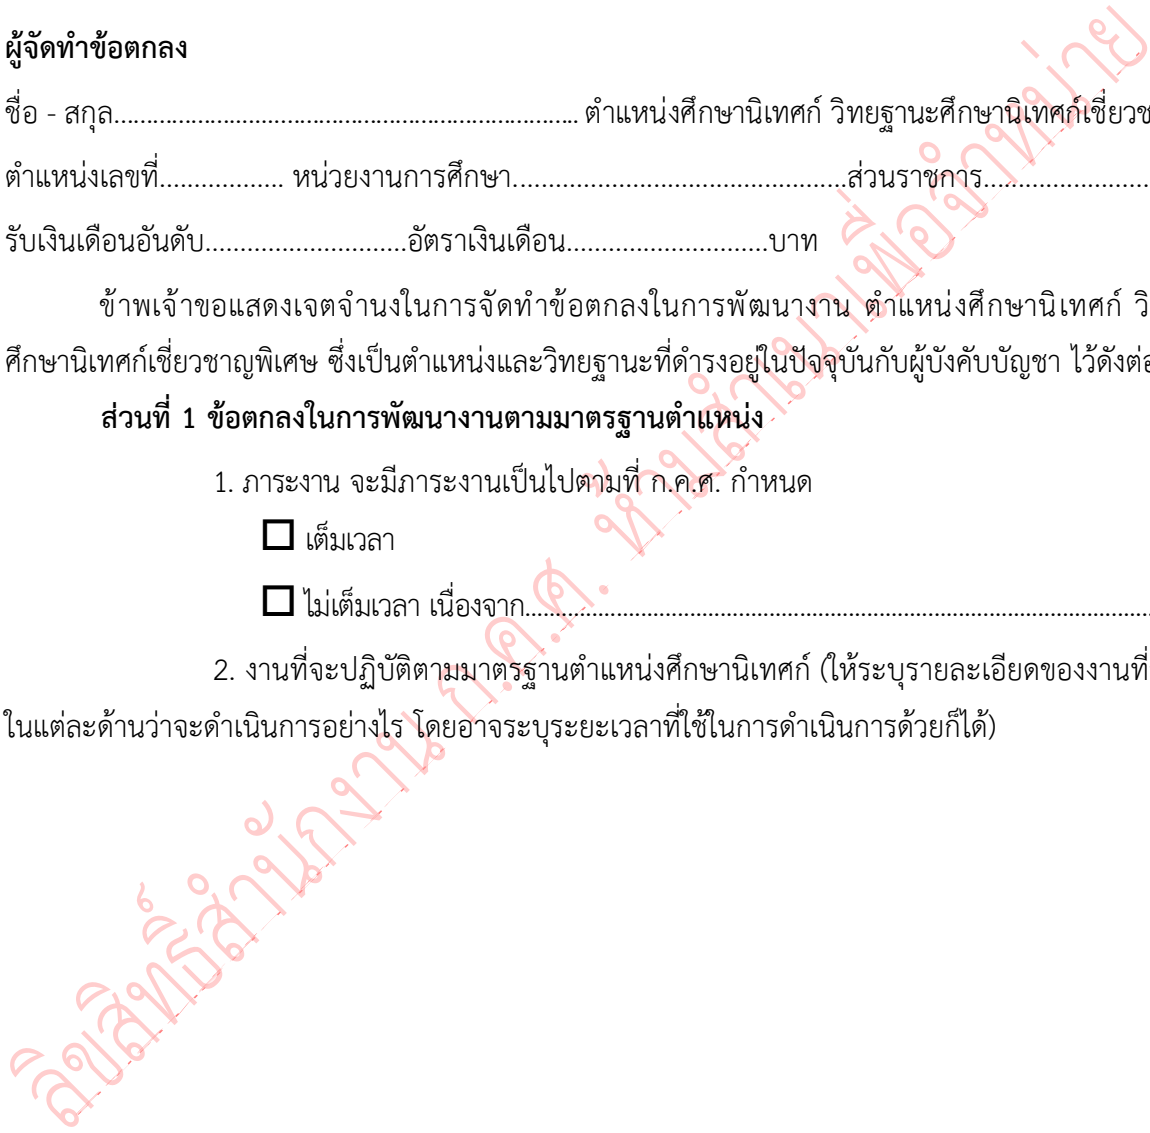 ผู้จัดทำข้อตกลง
ชื่อ - สกุล........................................................................ ตำแหน่งศึกษานิเทศก์ วิทยฐานะศึกษานิเทศก์เชี่ยวช
ตำแหน่งเลขที่.................. หน่วยงานการศึกษา................................................ส่วนราชการ........................
รับเงินเดือนอันดับ.............................อัตราเงินเดือน.............................บาท
ข้าพเจ้าขอแสดงเจตจำนงในการจัดทำข้อตกลงในการพัฒนางาน ตำแหน่งศึกษานิเทศก์ วิ
ศึกษานิเทศก์เชี่ยวชาญพิเศษ ซึ่งเป็นตำแหน่งและวิทยฐานะที่ดำรงอยู่ในปัจจุบันกับผู้บังคับบัญชา ไว้ดังต่อ
ส่วนที่ 1 ข้อตกลงในการพัฒนางานตามมาตรฐานตำแหน่ง
1. ภาระงาน จะมีภาระงานเป็นไปตามที่ ก.ค.ศ. กำหนด
☐ เต็มเวลา
☐ ไม่เต็มเวลา เนื่องจาก................................................................................................
2. งานที่จะปฏิบัติตามมาตรฐานตำแหน่งศึกษานิเทศก์ (ให้ระบุรายละเอียดของงานที่
ในแต่ละด้านว่าจะดำเนินการอย่างไร โดยอาจระบุระยะเวลาที่ใช้ในการดำเนินการด้วยก็ได้)
ลิขสิทธิ์สำนักงาน ก.ค.ศ. ห้ามสำเนาเพื่อจำหน่าย